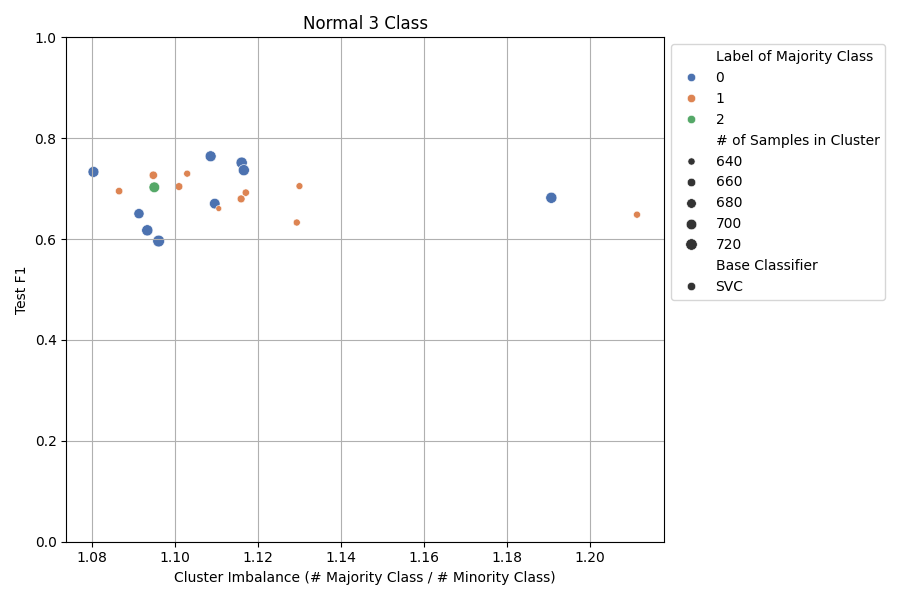 Normal 3 Class
1.0
0.8
0.6
0.4
0.2
0.0
Test F1
1.08 1.10 1.12 1.14 1.16 1.18 1.20
Cluster Imbalance (# Majority Class / # Minority Class)
Label of Majority Class
0
1
2
# of Samples in Cluster
640
660
680
700
720
Base Classifier
SVC